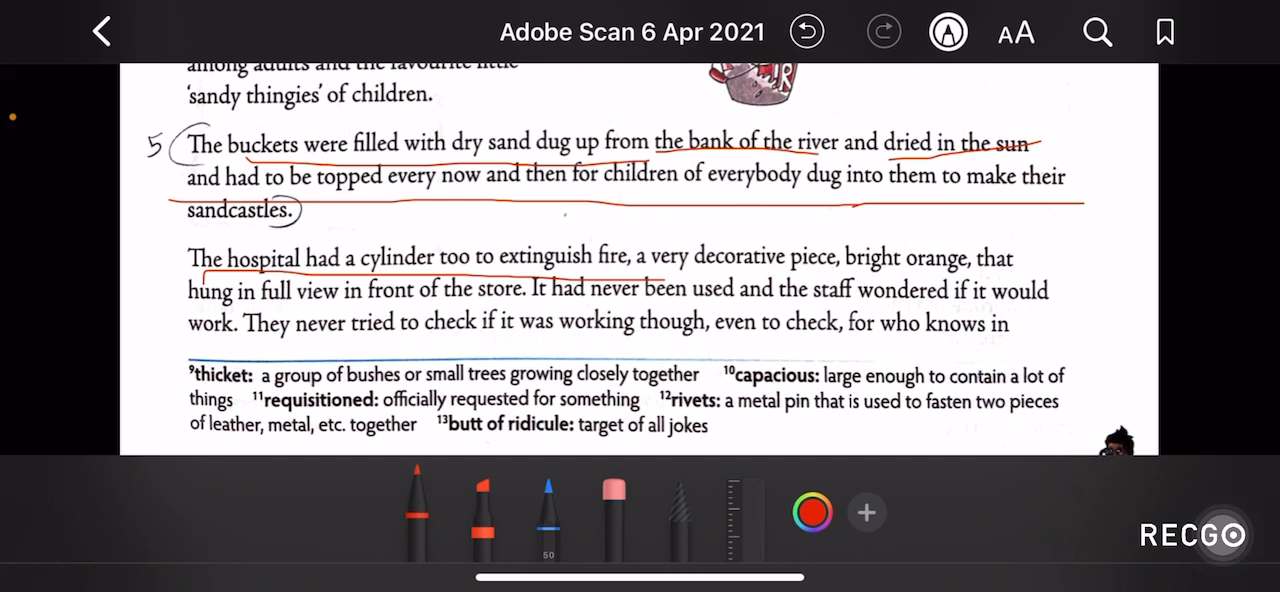 Adobe Scan 6 Apr 2021
AA
among adults and the favourite little
‘sandy thingies’ of children.
R
5 The buckets were filled with dry sand dug up from the bank of the river and dried in the sun
and had to be topped every now and then for children of everybody dug into them to make their
sandcastles.
The hospital had a cylinder too to extinguish fire, a very decorative piece, bright orange, that
hung in full view in front of the store. It had never been used and the staff wondered if it would
work. They never tried to check if it was working though, even to check, for who knows in
⁹thicket: a group of bushes or small trees growing closely together ¹⁰capacious: large enough to contain a lot of
things ¹¹requisitioned: officially requested for something ¹²rivets: a metal pin that is used to fasten two pieces
of leather, metal, etc. together ¹³butt of ridicule: target of all jokes
50
RECGO